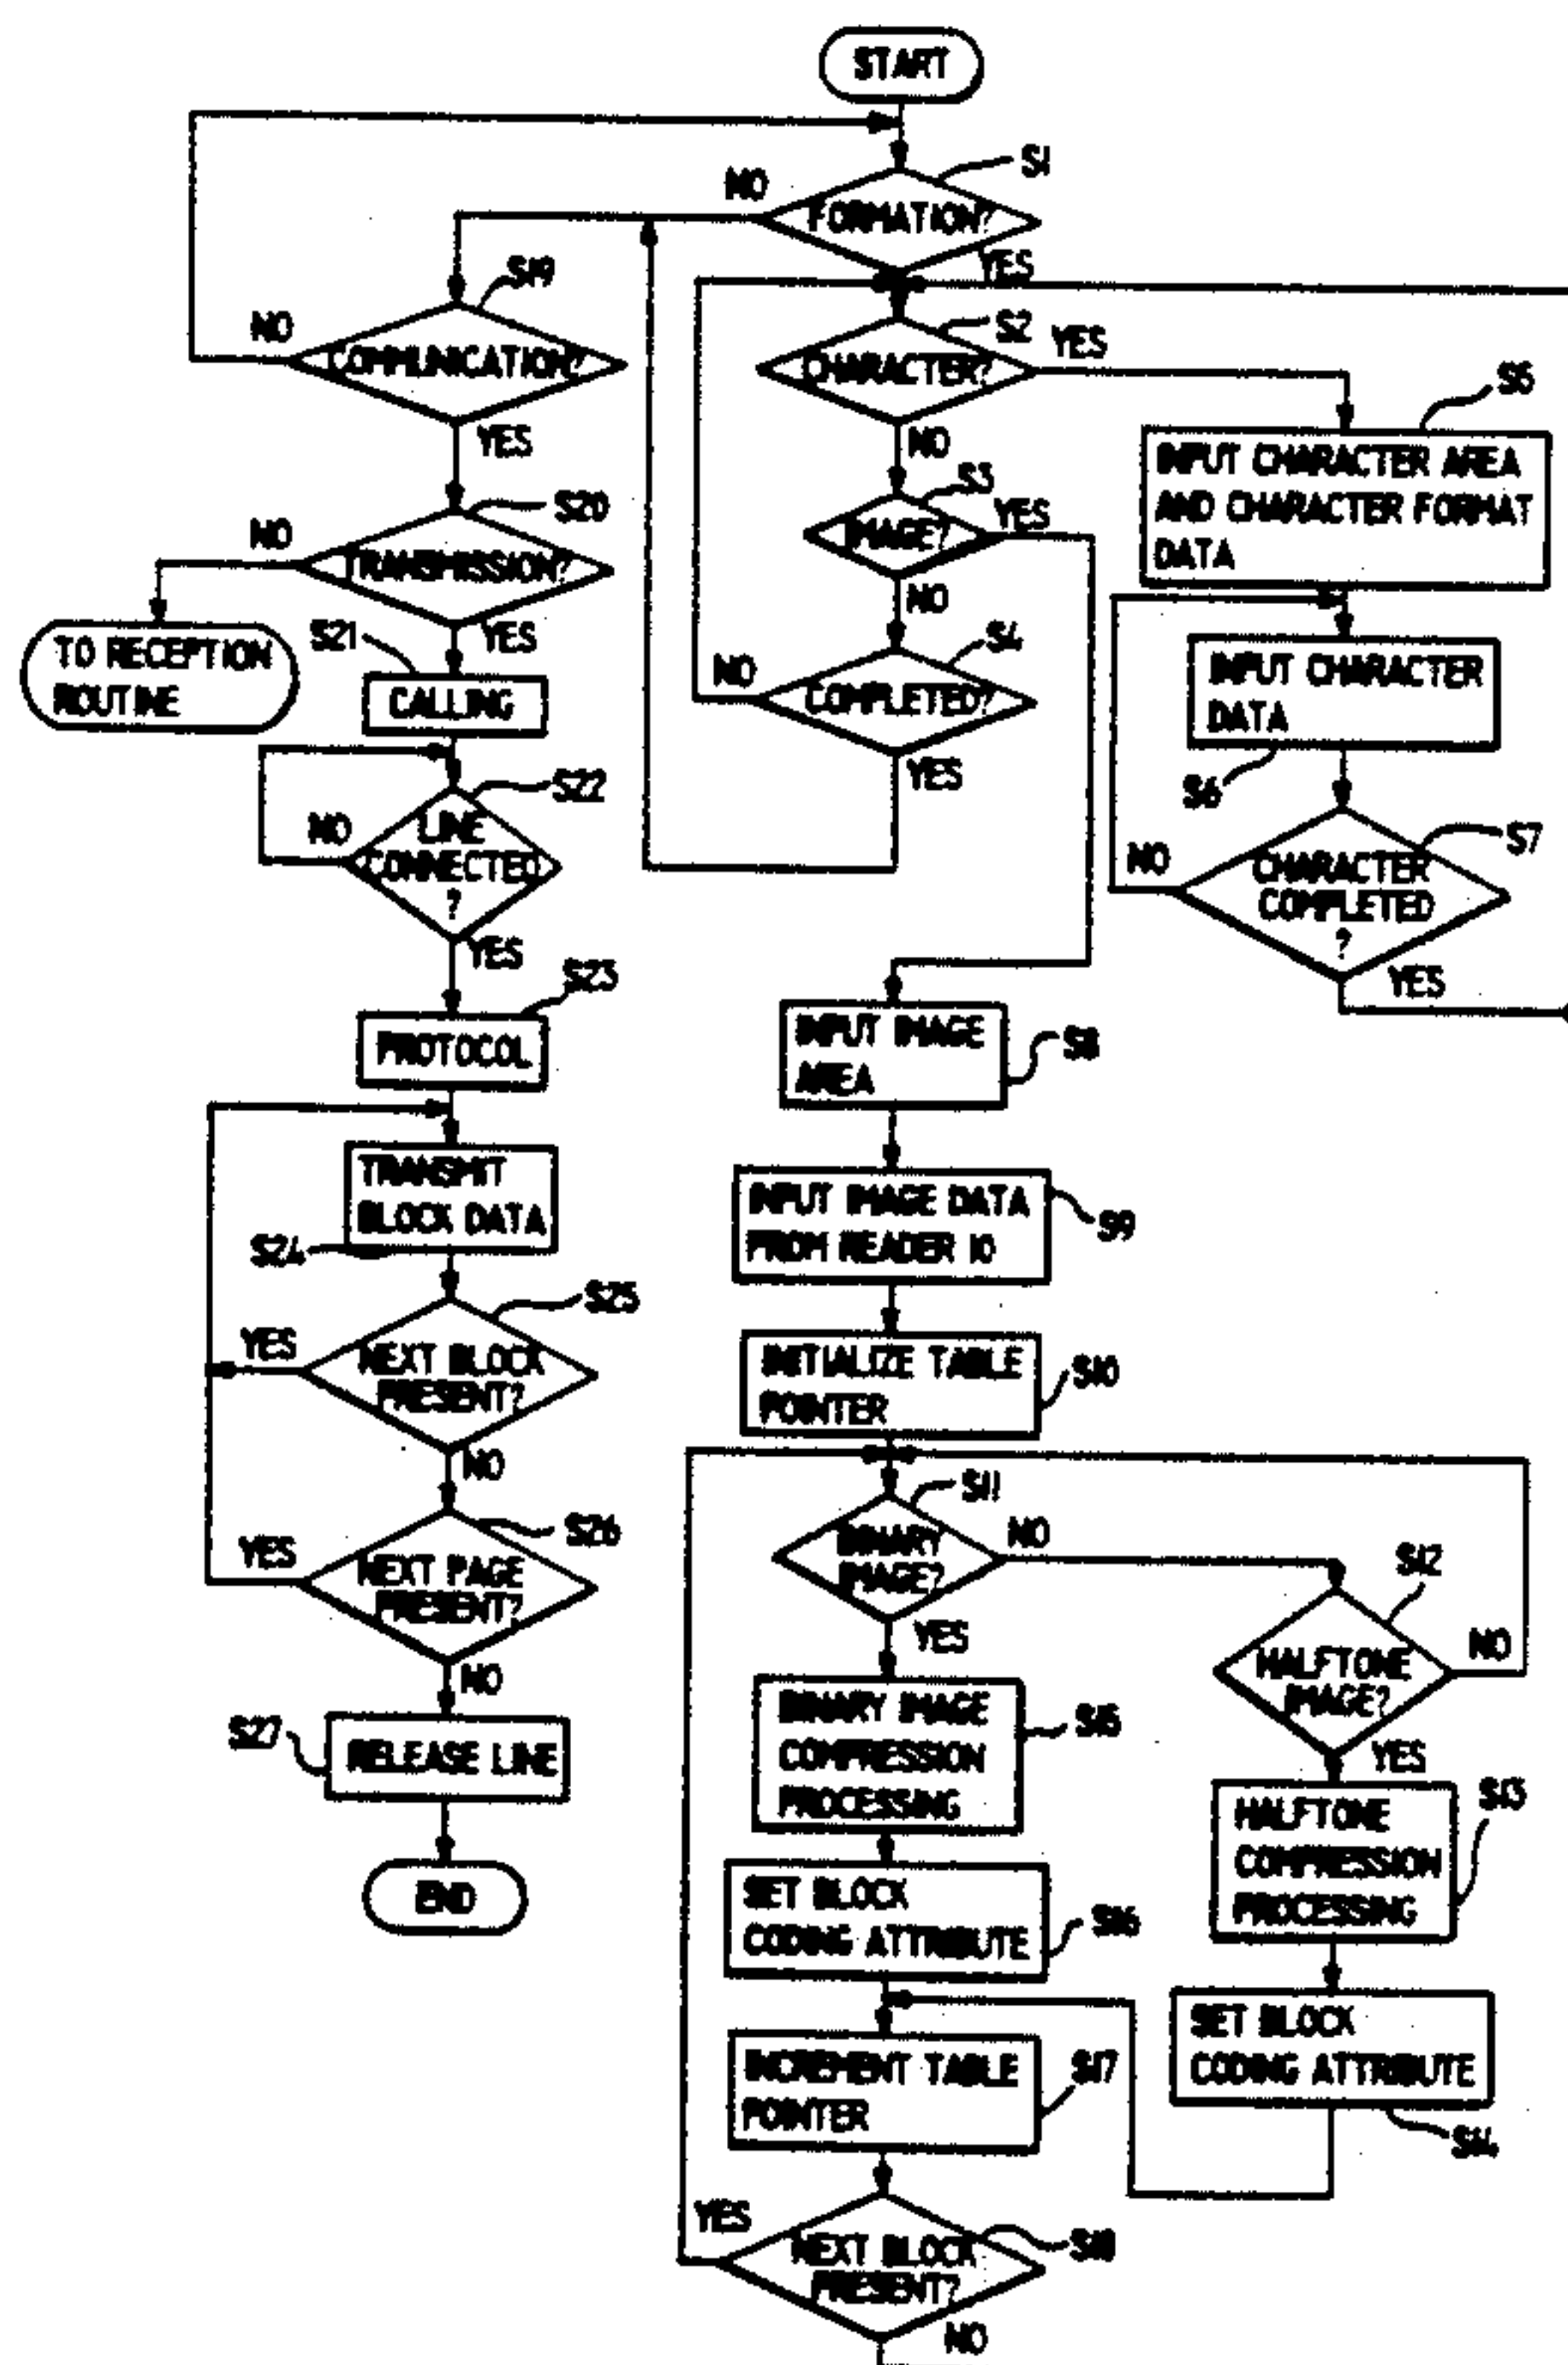 START
S1
NO
FORMATION?
YES
S19
NO
COMMUNICATION?
YES
S2
YES
CHARACTER?
NO
S5
INPUT CHARACTER AREA
AND CHARACTER FORMAT
DATA
S3
YES
IMAGE?
NO
S20
NO
TRANSMISSION?
YES
TO RECEPTION
ROUTINE
S21
CALLING
S4
NO
COMPLETED?
YES
INPUT CHARACTER
DATA
S6
S7
NO
CHARACTER
COMPLETED
?
YES
S22
NO
LINE
CONNECTED
?
YES
S23
PROTOCOL
INPUT IMAGE
AREA
S8
TRANSMIT
BLOCK DATA
S24
INPUT IMAGE DATA
FROM READER 10
S9
S25
YES
NEXT BLOCK
PRESENT?
NO
INITIALIZE TABLE
POINTER
S10
S26
YES
NEXT PAGE
PRESENT?
NO
S11
NO
BINARY
IMAGE?
YES
S12
NO
HALFTONE
IMAGE?
YES
S27
RELEASE LINE
END
BINARY IMAGE
COMPRESSION
PROCESSING
S15
HALFTONE
COMPRESSION
PROCESSING
S13
SET BLOCK
CODING ATTRIBUTE
S16
SET BLOCK
CODING ATTRIBUTE
S14
INCREMENT TABLE
POINTER
S17
YES
NEXT BLOCK
PRESENT?
S18
NO